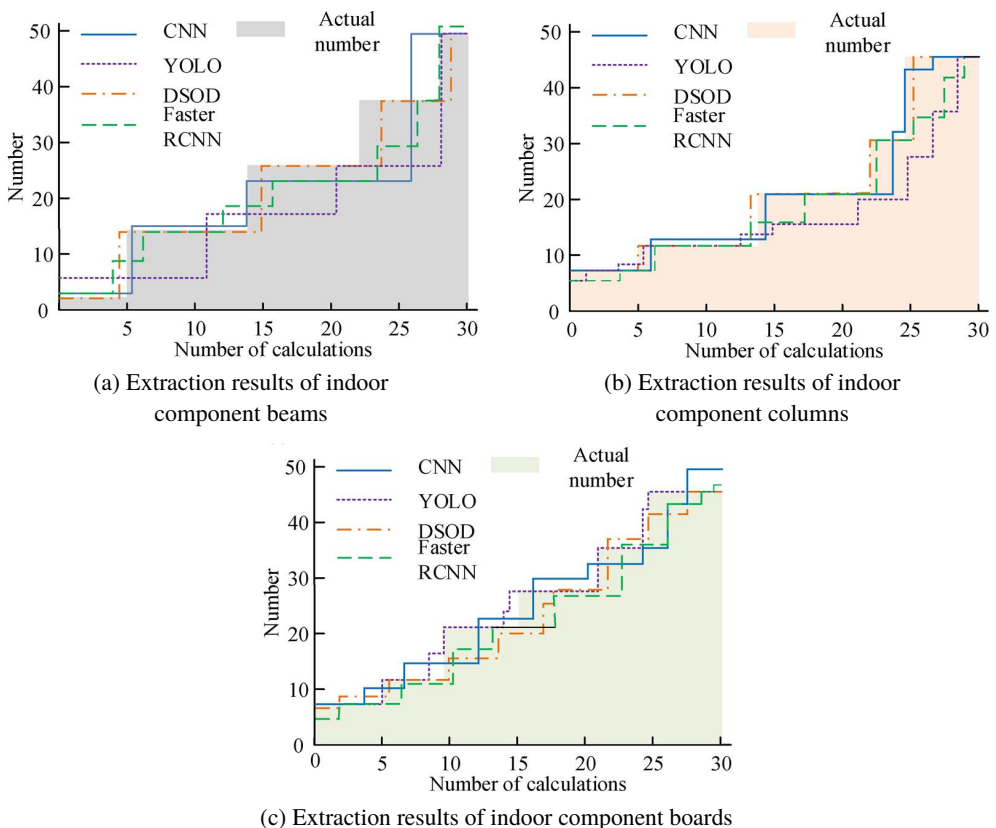 50
40
30
20
10
0
Number
CNN
YOLO
DSOD
Faster
RCNN
Actual
number
5
10
15
20
25
30
Number of calculations
(a) Extraction results of indoor
component beams
50
40
30
20
10
0
Number
CNN
YOLO
DSOD
Faster
RCNN
Actual
number
0
5
10
15
20
25
30
Number of calculations
(b) Extraction results of indoor
component columns
50
40
30
20
10
0
Number
CNN
YOLO
DSOD
Faster
RCNN
Actual
number
0
5
10
15
20
25
30
Number of calculations
(c) Extraction results of indoor component boards